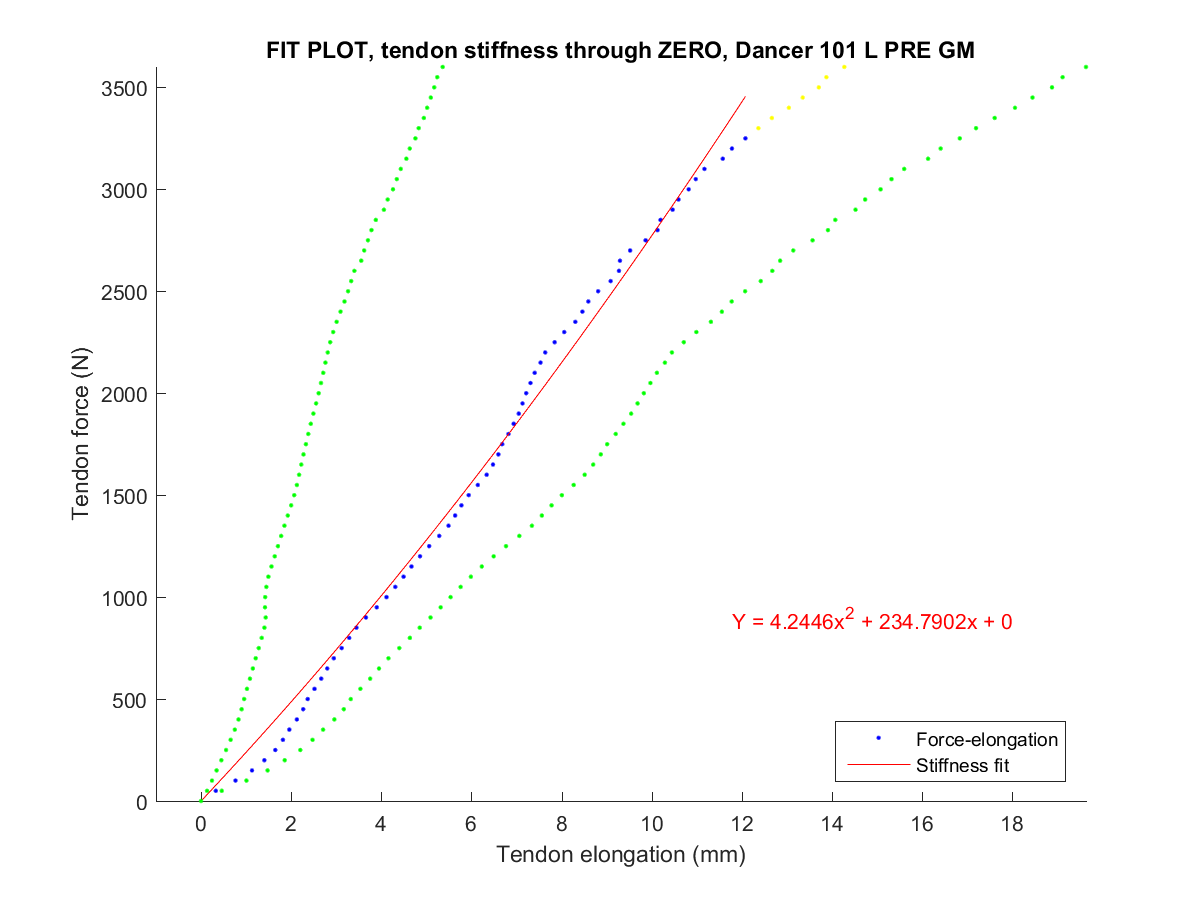 FIT PLOT, tendon stiffness through ZERO, Dancer 101 L PRE GM
3500
3000
2500
2000
1500
1000
500
0
Tendon force (N)
Y = 4.2446x² + 234.7902x + 0
Force-elongation
Stiffness fit
0 2 4 6 8 10 12 14 16 18
Tendon elongation (mm)